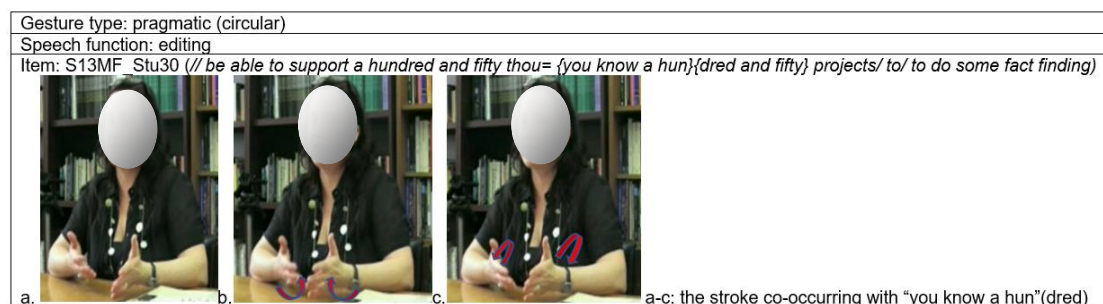 Gesture type: pragmatic (circular)
Speech function: editing
Item: S13MF_Stu30 (// be able to support a hundred and fifty thou= {you know a hun}{dred and fifty} projects/ to/ to do some fact finding)
a. b. c. a-c: the stroke co-occurring with “you know a hun”(dred)